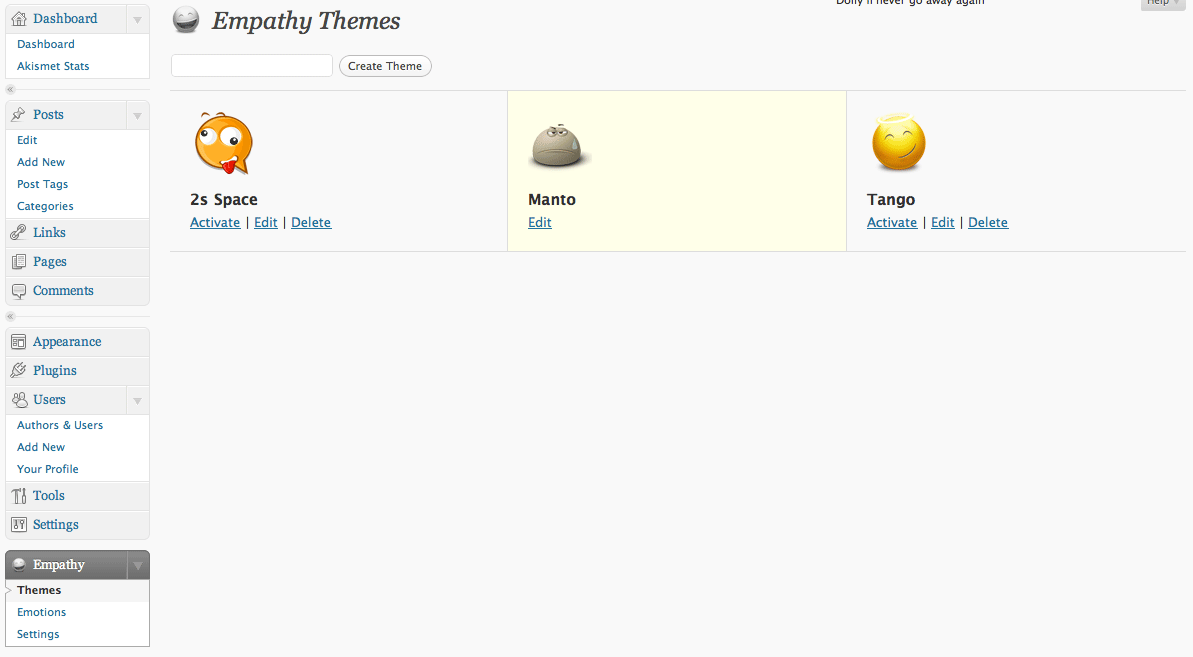 Dashboard
Dashboard
Akismet Stats
Posts
Edit
Add New
Post Tags
Categories
Links
Pages
Comments
Appearance
Plugins
Users
Authors & Users
Add New
Your Profile
Tools
Settings
Empathy
Themes
Emotions
Settings
Dolly'll never go away again
Help
Empathy Themes
Create Theme
2s Space
Activate | Edit | Delete
Manto
Edit
Tango
Activate | Edit | Delete